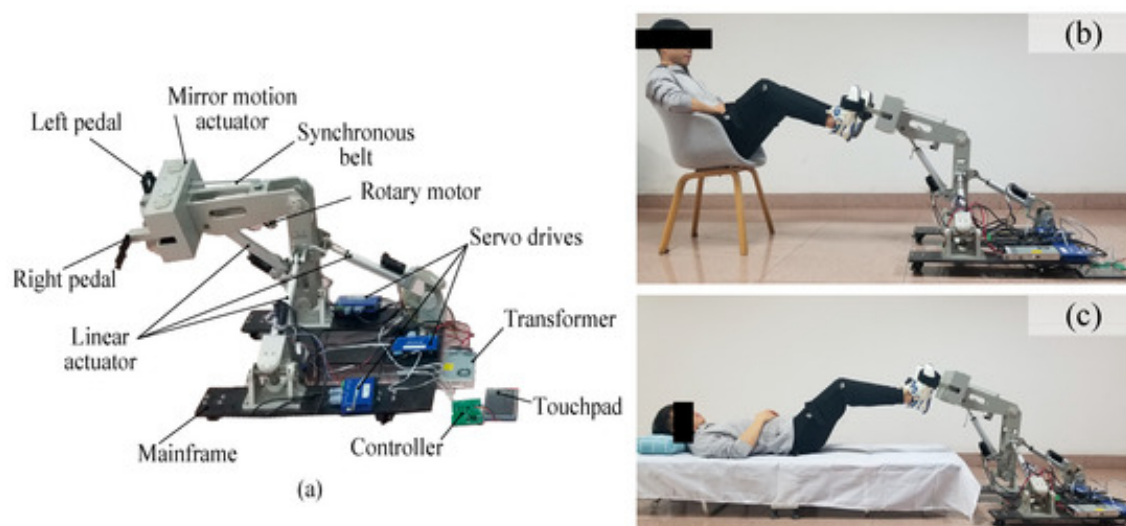 Mirror motion
actuator
Left pedal
Synchronous
belt
Rotary motor
Servo drives
Right pedal
Linear
actuator
Transformer
Touchpad
Controller
Mainframe
(a)
(b)
(c)